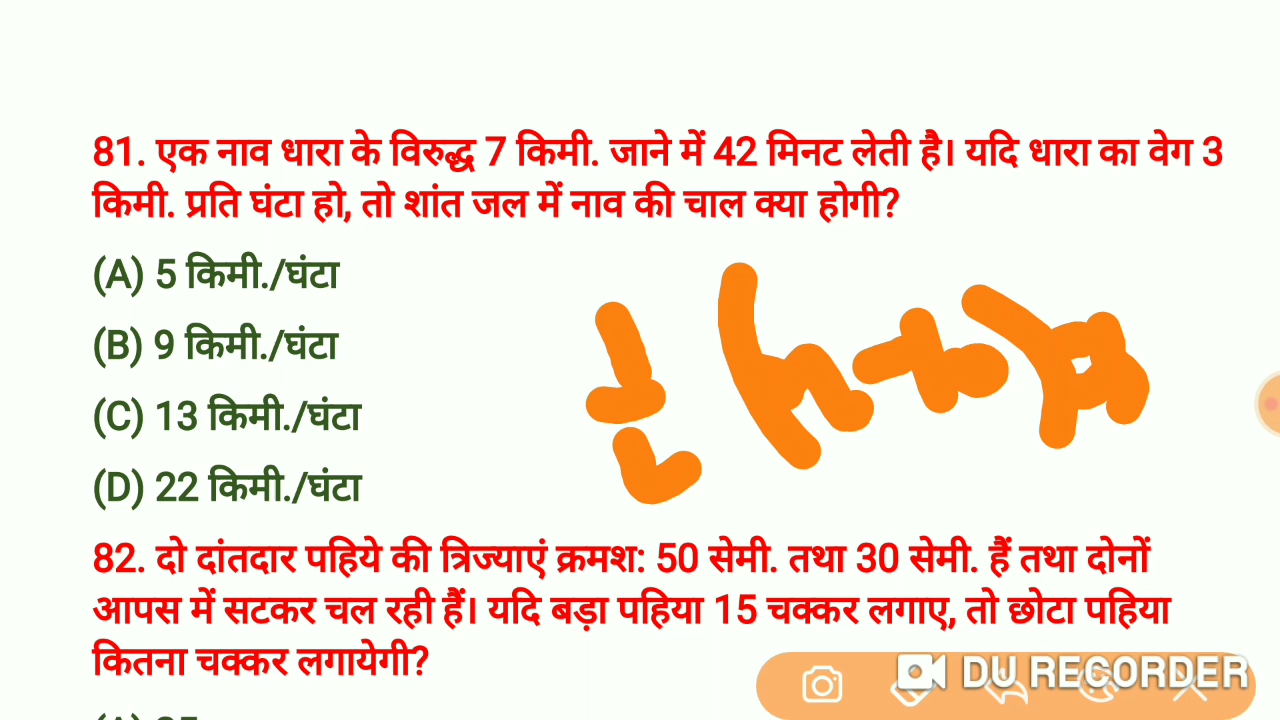 81. एक नाव धारा के विरुद्ध 7 किमी. जाने में 42 मिनट लेती है। यदि धारा का वेग 3
किमी. प्रति घंटा हो, तो शांत जल में नाव की चाल क्या होगी?
(A) 5 किमी./घंटा
(B) 9 किमी./घंटा
(C) 13 किमी./घंटा
(D) 22 किमी./घंटा
82. दो दांतदार पहिये की त्रिज्याएं क्रमश: 50 सेमी. तथा 30 सेमी. हैं तथा दोनों
आपस में सटकर चल रही हैं। यदि बड़ा पहिया 15 चक्कर लगाए, तो छोटा पहिया
कितना चक्कर लगायेगी?
DU RECORDER